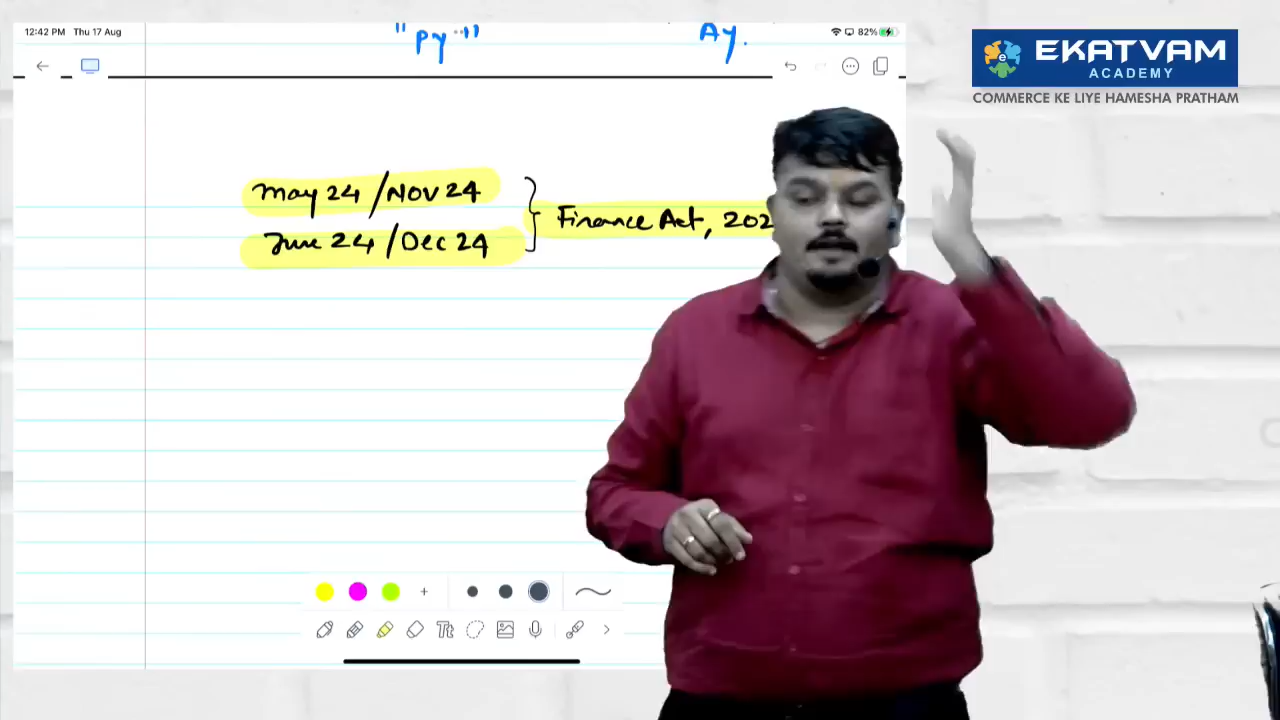 12:42 PM Thu 17 Aug
82%
"Py"
Ay.
EKATVAM
ACADEMY
COMMERCE KE LIYE HAMESHA PRATHAM
May 24 / Nov 24
June 24 / Dec 24
Finance Act, 202
Tt